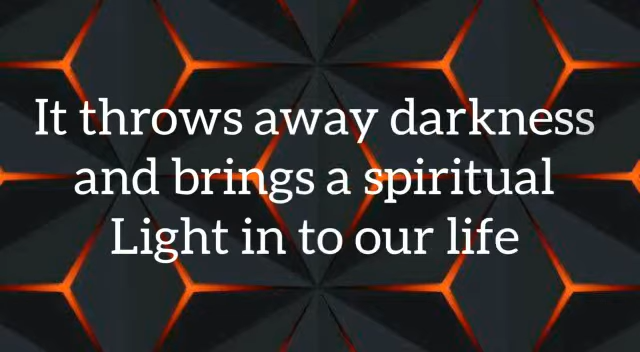 It throws away darkness
and brings a spiritual
Light in to our life